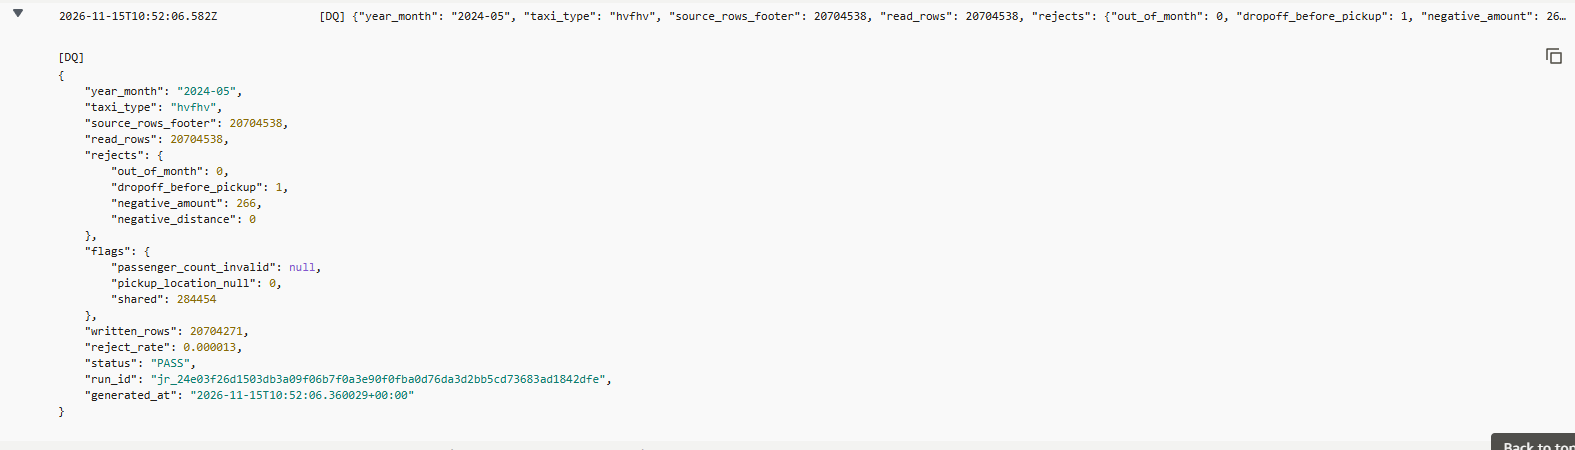 2026-11-15T10:52:06.582Z [DQ] {"year_month": "2024-05", "taxi_type": "hvfhv", "source_rows_footer": 20704538, "read_rows": 20704538, "rejects": {"out_of_month": 0, "dropoff_before_pickup": 1, "negative_amount": 26…
[DQ]
{
    "year_month": "2024-05",
    "taxi_type": "hvfhv",
    "source_rows_footer": 20704538,
    "read_rows": 20704538,
    "rejects": {
        "out_of_month": 0,
        "dropoff_before_pickup": 1,
        "negative_amount": 266,
        "negative_distance": 0
    },
    "flags": {
        "passenger_count_invalid": null,
        "pickup_location_null": 0,
        "shared": 284454
    },
    "written_rows": 20704271,
    "reject_rate": 0.000013,
    "status": "PASS",
    "run_id": "jr_24e03f26d1503db3a09f06b7f0a3e90f0fba0d76da3d2bb5cd73683ad1842dfe",
    "generated_at": "2026-11-15T10:52:06.360029+00:00"
}
Back to top